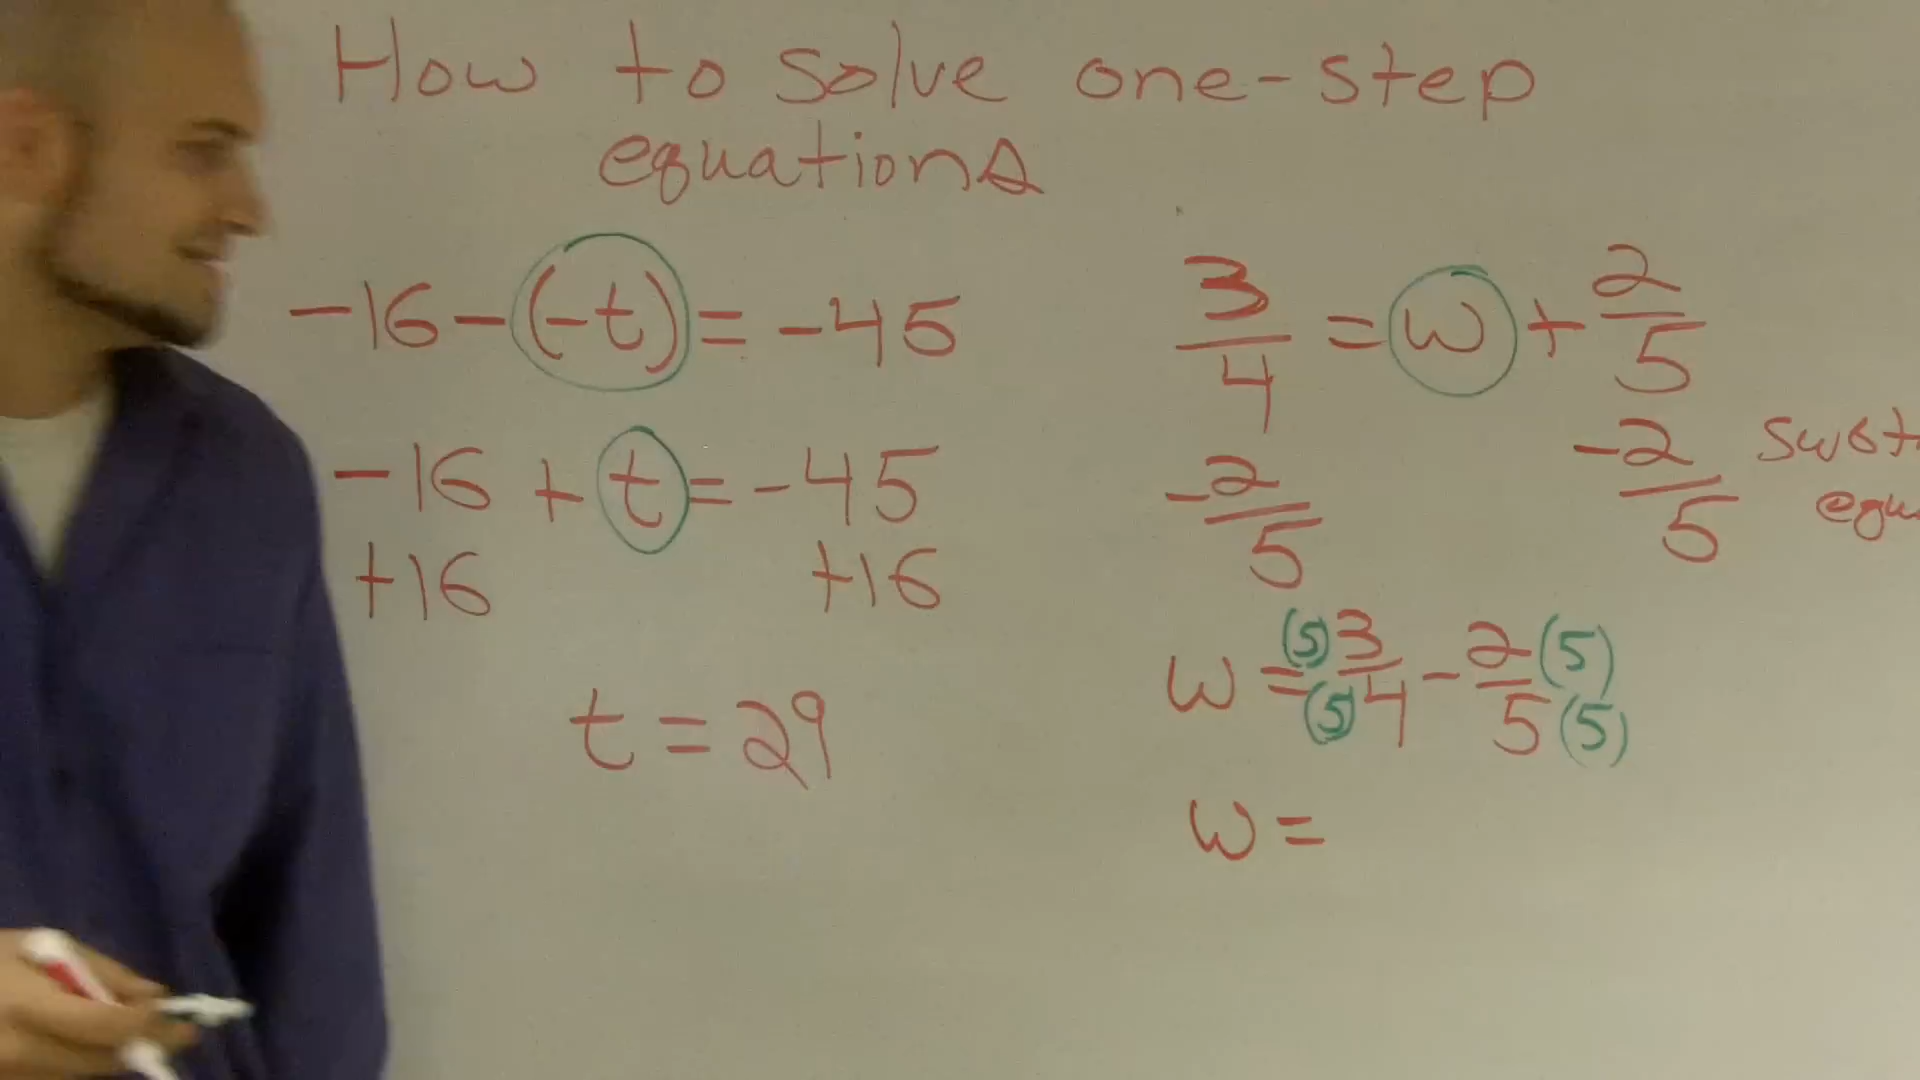 How to solve one-step
equations
-16-(-t)=-45
-16+t=-45
+16 +16
t=29
3/4=w+2/5
-2/5 -2/5
w=(5)3/(5)4-2(5)/5(5)
w=